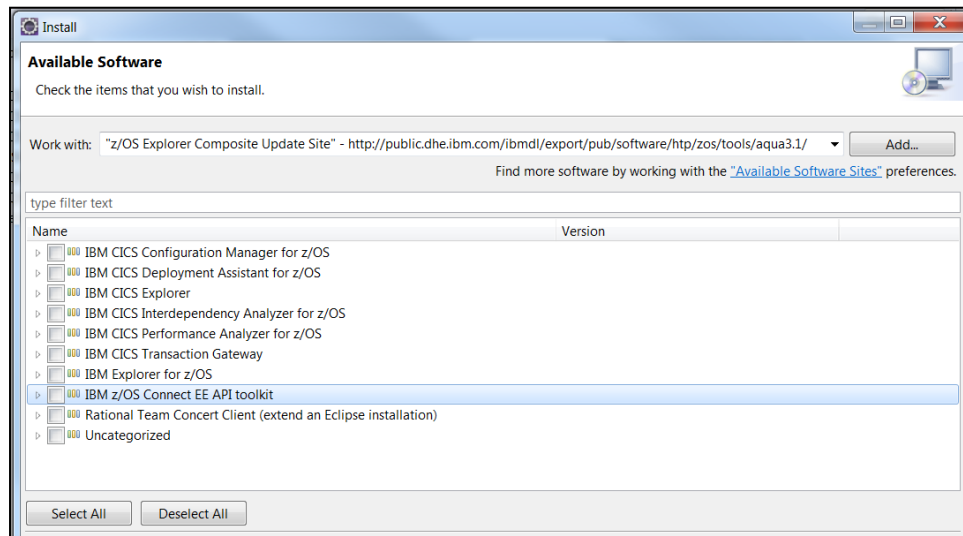 Install
Available Software
Check the items that you wish to install.
Work with: "z/OS Explorer Composite Update Site" - http://public.dhe.ibm.com/ibmdl/export/pub/software/htp/zos/tools/aqua3.1/ Add...
Find more software by working with the "Available Software Sites" preferences.
type filter text
Name Version
IBM CICS Configuration Manager for z/OS
IBM CICS Deployment Assistant for z/OS
IBM CICS Explorer
IBM CICS Interdependency Analyzer for z/OS
IBM CICS Performance Analyzer for z/OS
IBM CICS Transaction Gateway
IBM Explorer for z/OS
IBM z/OS Connect EE API toolkit
Rational Team Concert Client (extend an Eclipse installation)
Uncategorized
Select All Deselect All